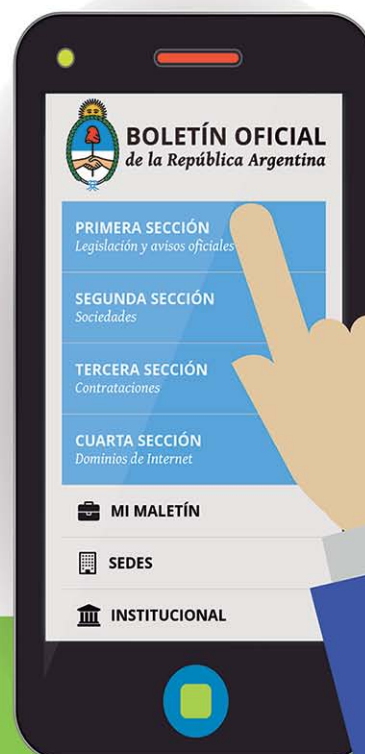 BOLETÍN OFICIAL
de la República Argentina
PRIMERA SECCIÓN
Legislación y avisos oficiales
SEGUNDA SECCIÓN
Sociedades
TERCERA SECCIÓN
Contrataciones
CUARTA SECCIÓN
Dominios de Internet
MI MALETÍN
SEDES
INSTITUCIONAL